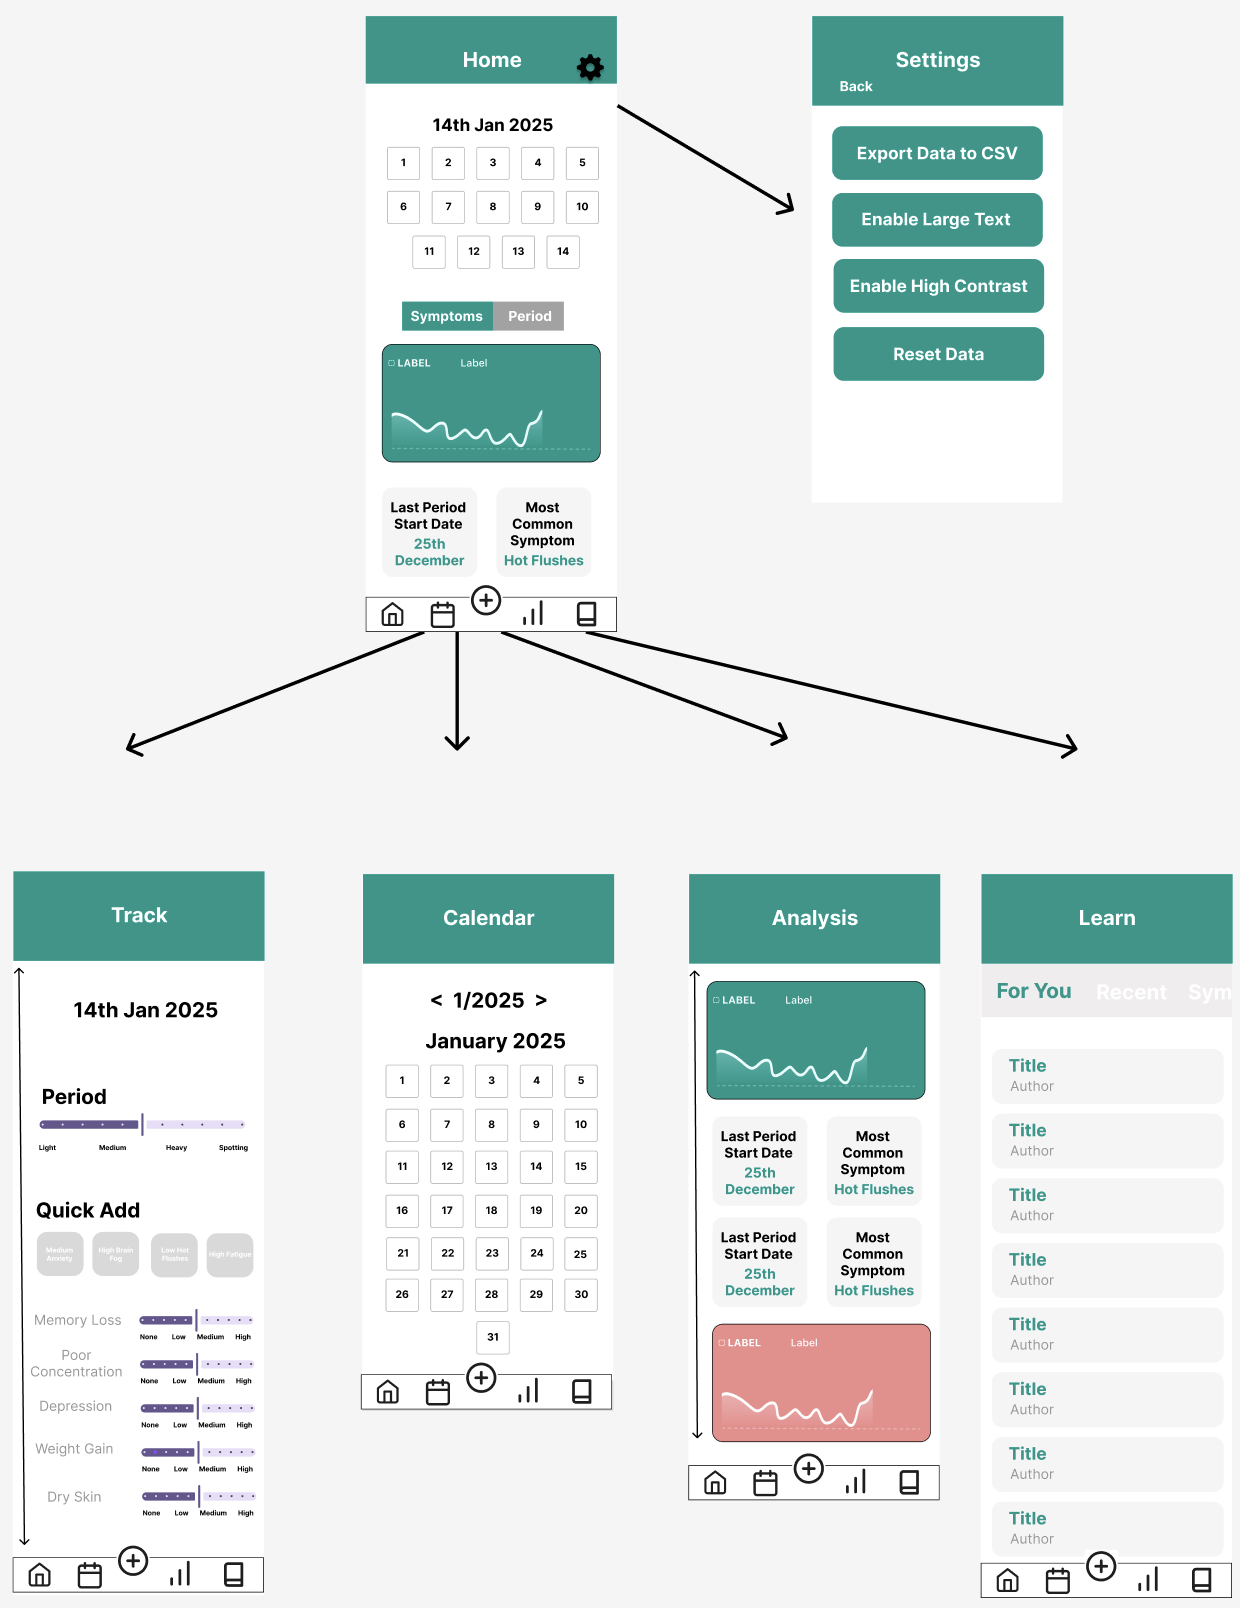 Home
14th Jan 2025
1 2 3 4 5
6 7 8 9 10
11 12 13 14
Symptoms Period
LABEL Label
Last Period
Start Date
25th
December
Most
Common
Symptom
Hot Flushes
Settings
Back
Export Data to CSV
Enable Large Text
Enable High Contrast
Reset Data
Track
14th Jan 2025
Period
Light Medium Heavy Spotting
Quick Add
Medium
Anxiety
High Brain
Fog
Low Hot
Flushes
High Fatigue
Memory Loss
None Low Medium High
Poor
Concentration
None Low Medium High
Depression
None Low Medium High
Weight Gain
None Low Medium High
Dry Skin
None Low Medium High
Calendar
< 1/2025 >
January 2025
1 2 3 4 5
6 7 8 9 10
11 12 13 14 15
16 17 18 19 20
21 22 23 24 25
26 27 28 29 30
31
Analysis
LABEL Label
Last Period
Start Date
25th
December
Most
Common
Symptom
Hot Flushes
Last Period
Start Date
25th
December
Most
Common
Symptom
Hot Flushes
LABEL Label
Learn
For You Recent Sym
Title
Author
Title
Author
Title
Author
Title
Author
Title
Author
Title
Author
Title
Author
Title
Author